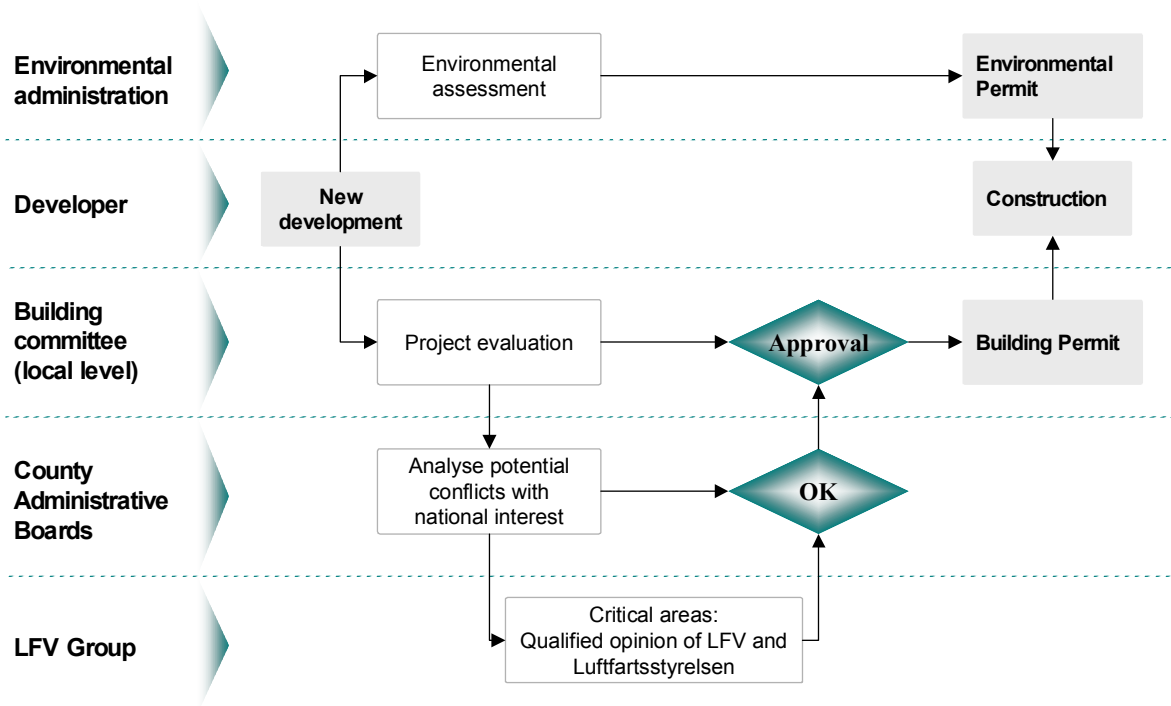 Environmental
administration
Environmental
assessment
Environmental
Permit
Developer
New
development
Construction
Building
committee
(local level)
Project evaluation
Approval
Building Permit
County
Administrative
Boards
Analyse potential
conflicts with
national interest
OK
LFV Group
Critical areas:
Qualified opinion of LFV and
Luftfartsstyrelsen